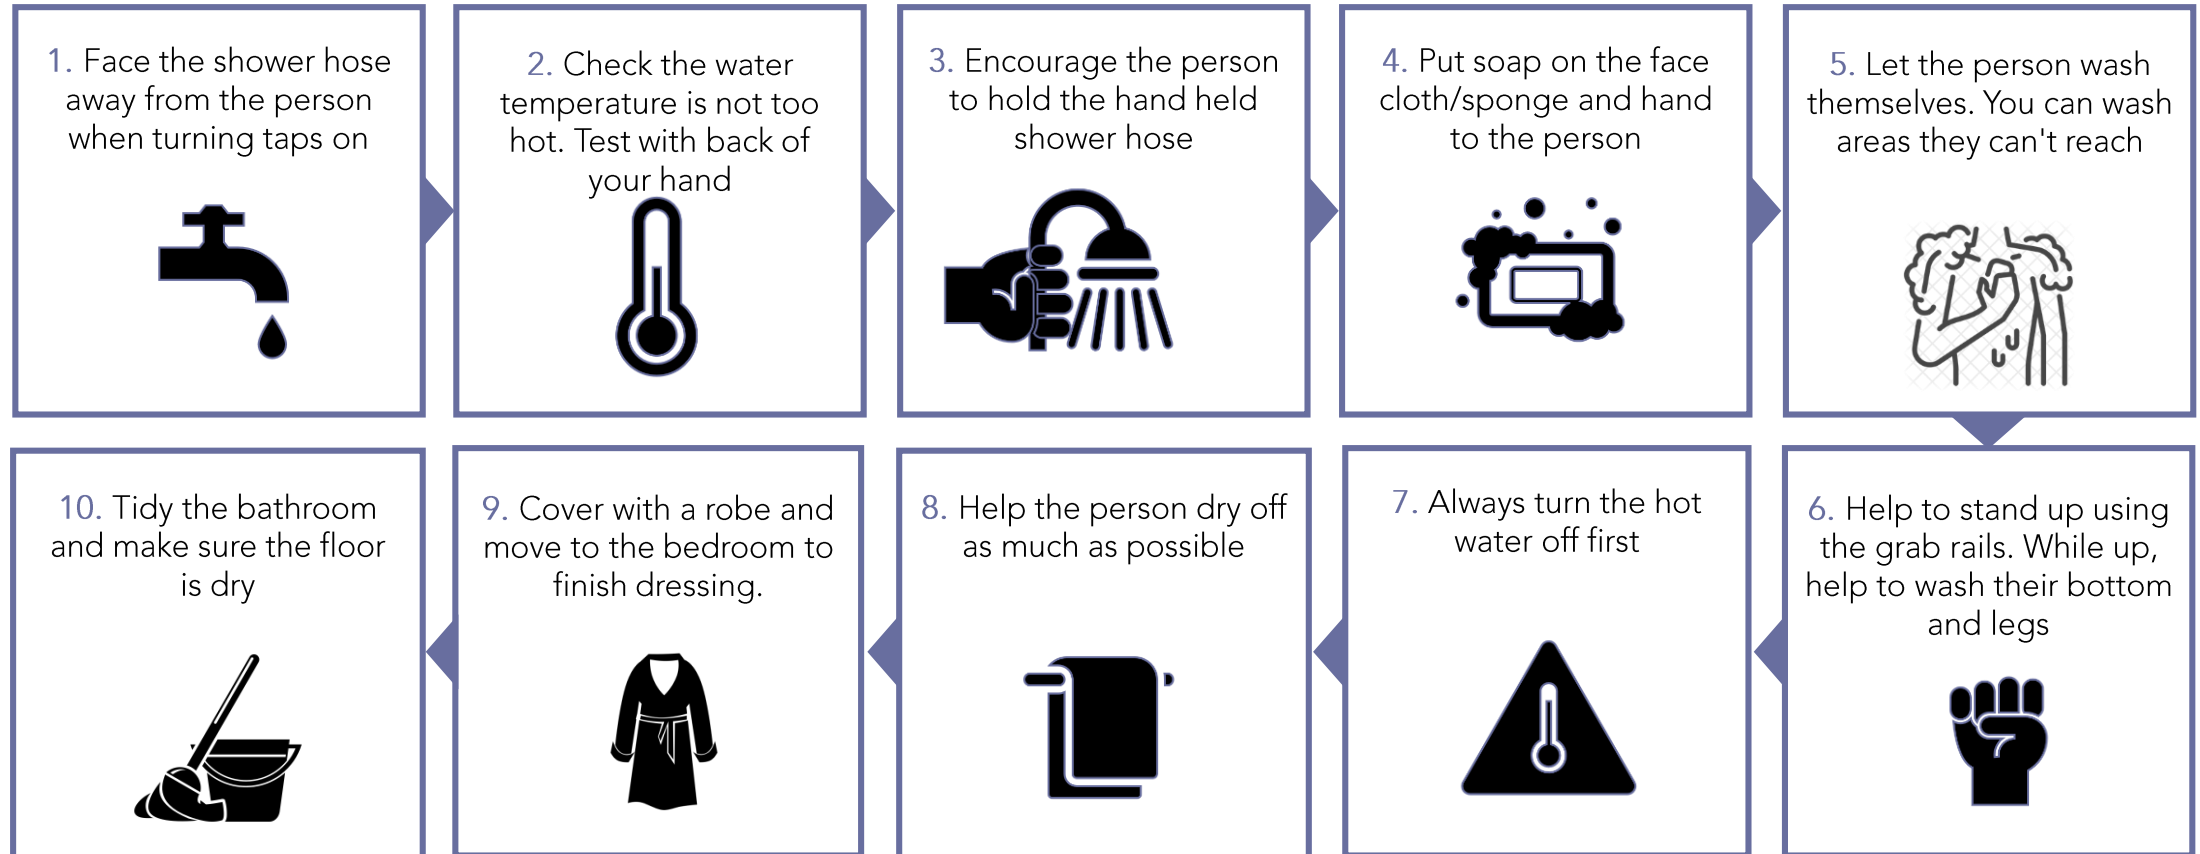 1. Face the shower hose
away from the person
when turning taps on
2. Check the water
temperature is not too
hot. Test with back of
your hand
3. Encourage the person
to hold the hand held
shower hose
4. Put soap on the face
cloth/sponge and hand
to the person
5. Let the person wash
themselves. You can wash
areas they can't reach
6. Help to stand up using
the grab rails. While up,
help to wash their bottom
and legs
7. Always turn the hot
water off first
8. Help the person dry off
as much as possible
9. Cover with a robe and
move to the bedroom to
finish dressing.
10. Tidy the bathroom
and make sure the floor
is dry